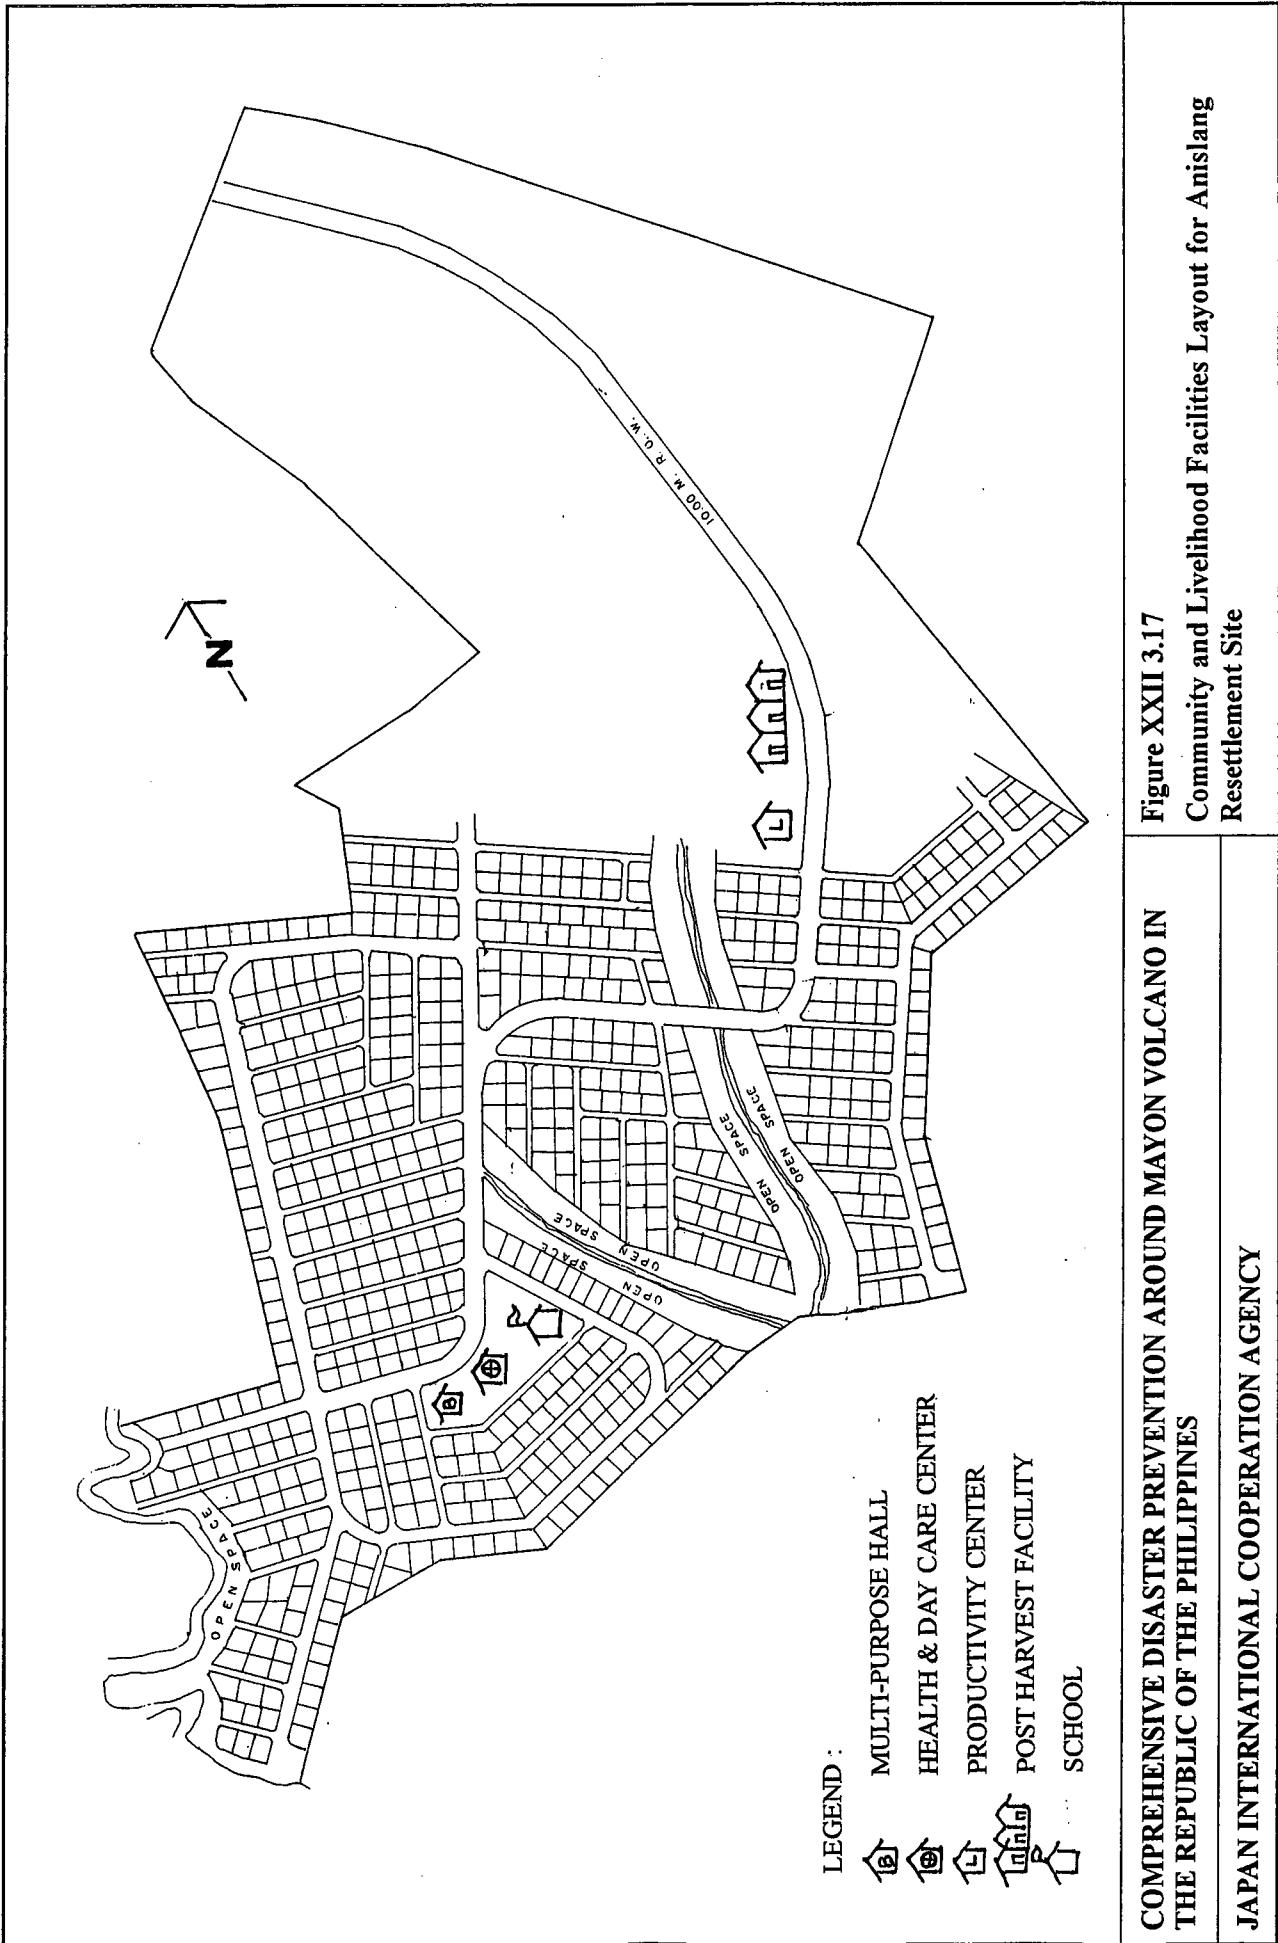 N
10.00 M. R. O. W.
OPEN SPACE
OPEN SPACE
OPEN SPACE
OPEN SPACE
OPEN SPACE
B
L
LEGEND :
B MULTI-PURPOSE HALL
HEALTH & DAY CARE CENTER
L PRODUCTIVITY CENTER
POST HARVEST FACILITY
SCHOOL
COMPREHENSIVE DISASTER PREVENTION AROUND MAYON VOLCANO IN
THE REPUBLIC OF THE PHILIPPINES
JAPAN INTERNATIONAL COOPERATION AGENCY
Figure XXII 3.17
Community and Livelihood Facilities Layout for Anislang
Resettlement Site